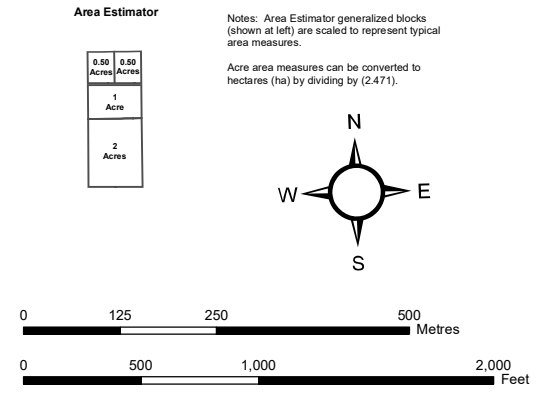 Area Estimator
Notes: Area Estimator generalized blocks
(shown at left) are scaled to represent typical
area measures.
Acre area measures can be converted to
hectares (ha) by dividing by (2.471).
0.50 0.50
Acres Acres
1
Acre
2
Acres
N
W E
S
0 125 250 500
Metres
0 500 1,000 2,000
Feet